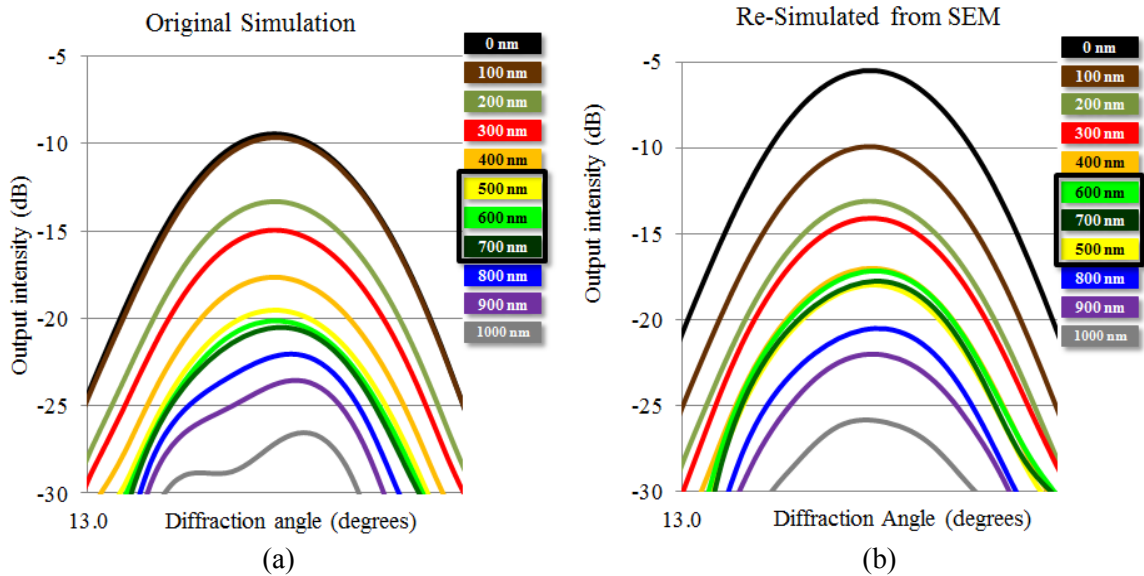 Original Simulation
Output intensity (dB)
-5
-10
-15
-20
-25
-30
13.0
Diffraction angle (degrees)
0 nm
100 nm
200 nm
300 nm
400 nm
500 nm
600 nm
700 nm
800 nm
900 nm
1000 nm
(a)
Re-Simulated from SEM
Output intensity (dB)
-5
-10
-15
-20
-25
-30
13.0
Diffraction Angle (degrees)
0 nm
100 nm
200 nm
300 nm
400 nm
600 nm
700 nm
500 nm
800 nm
900 nm
1000 nm
(b)